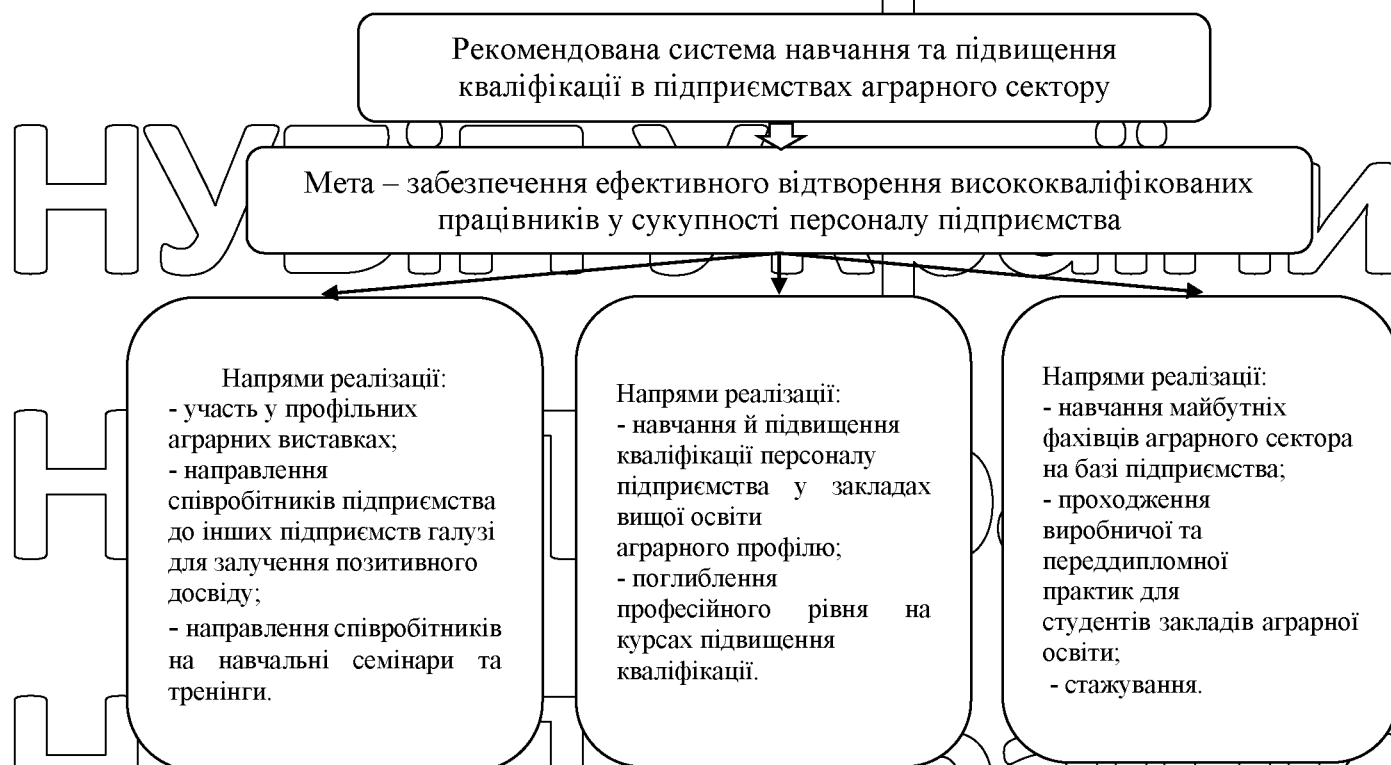 Рекомендована система навчання та підвищення
кваліфікації в підприємствах аграрного сектору
Мета – забезпечення ефективного відтворення висококваліфікованих
працівників у сукупності персоналу підприємства
Напрями реалізації:
- участь у профільних
аграрних виставках;
- направлення
співробітників підприємства
до інших підприємств галузі
для залучення позитивного
досвіду;
- направлення співробітників
на навчальні семінари та
тренінги.
Напрями реалізації:
- навчання й підвищення
кваліфікації персоналу
підприємства у закладах
вищої освіти
аграрного профілю;
- поглиблення
професійного рівня на
курсах підвищення
кваліфікації.
Напрями реалізації:
- навчання майбутніх
фахівців аграрного сектора
на базі підприємства;
- проходження
виробничої та
переддипломної
практик для
студентів закладів аграрної
освіти;
- стажування.